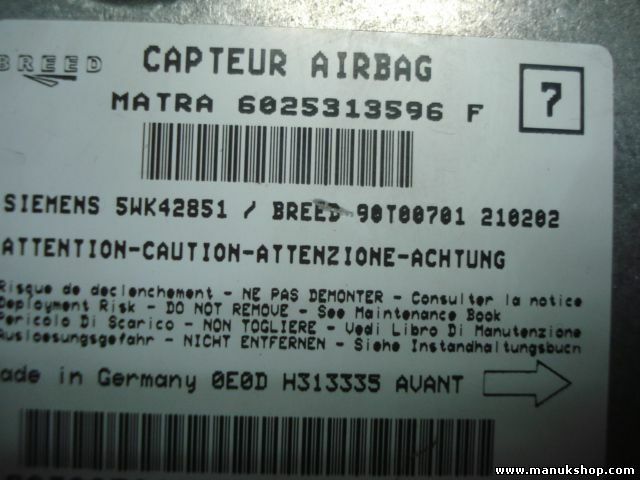 BREED
CAPTEUR AIRBAG
7
MATRA 6025313596 F
SIEMENS 5WK42851 / BREED 90T00701 210202
ATTENTION-CAUTION-ATTENZIONE-ACHTUNG
Risque de declenchement - NE PAS DEMONTER - Consulter la notice
Deployment Risk - DO NOT REMOVE - See Maintenance Book
Pericolo Di Scarico - NON TOGLIERE - Vedi Libro Di Manutenzione
Ausloesungsgefahr - NICHT ENTFERNEN - Siehe Instandhaltungsbuch
ade in Germany 0E0D H313335 AVANT
www.manukshop.com